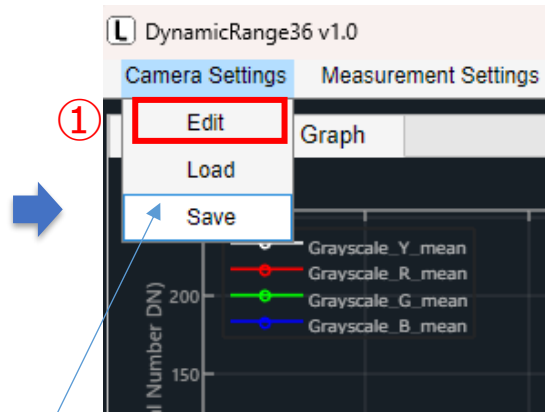 L DynamicRange36 v1.0
Camera Settings Measurement Settings
①
Edit
Graph
Load
Save
Grayscale_Y_mean
Grayscale_R_mean
Grayscale_G_mean
Grayscale_B_mean
200
150
Number DN)